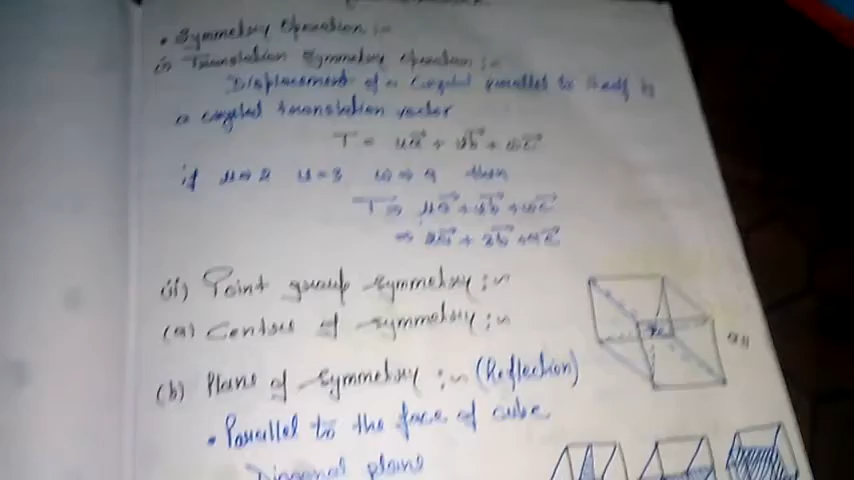 • Symmetry Operation :-
(i) Translation Symmetry Operation :-
Displacement of a crystal parallel to itself by
a crystal translation vector
T = ua⃗ + vb⃗ + wc⃗
if u = 2 v = 3 w = 4 then
T = ua⃗ + vb⃗ + wc⃗
⇒ 2a⃗ + 3b⃗ + 4c⃗
(ii) Point group symmetry :-
(a) Centre of symmetry :-
(b) Plane of symmetry :- (Reflection)
• Parallel to the face of cube
Diagonal plane